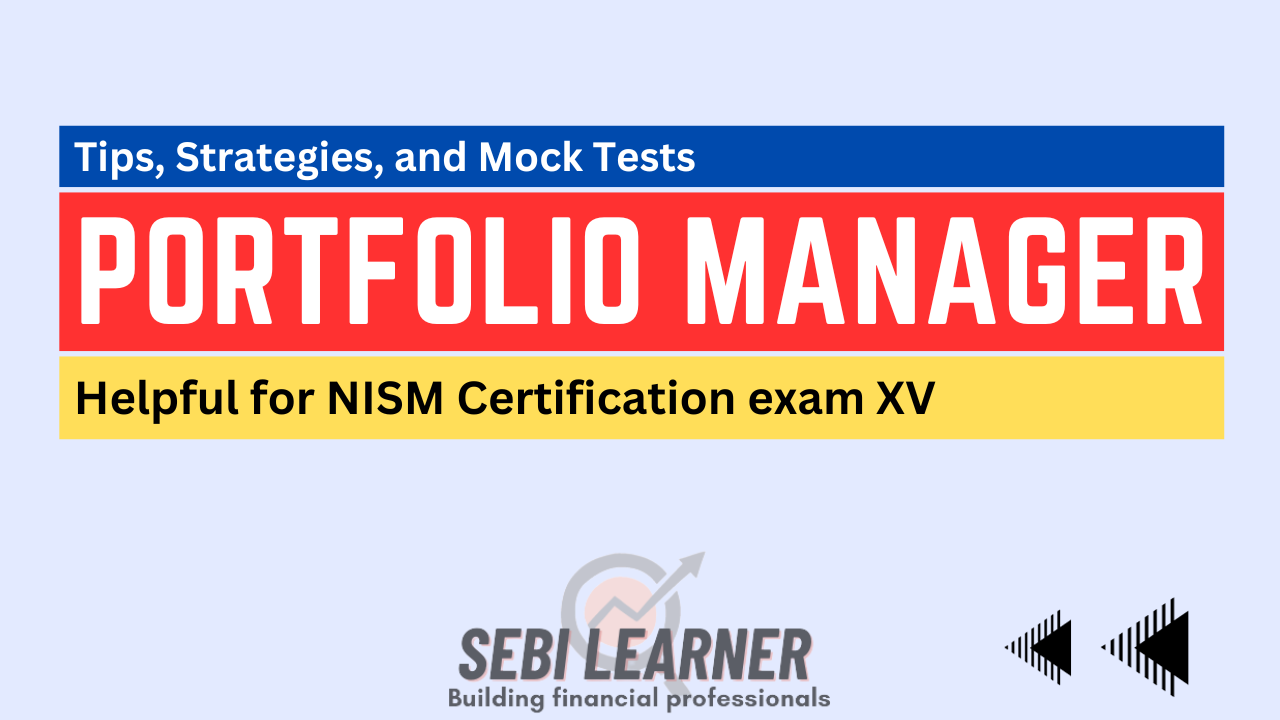 Tips, Strategies, and Mock Tests
PORTFOLIO MANAGER
Helpful for NISM Certification exam XV
SEBI LEARNER
Building financial professionals